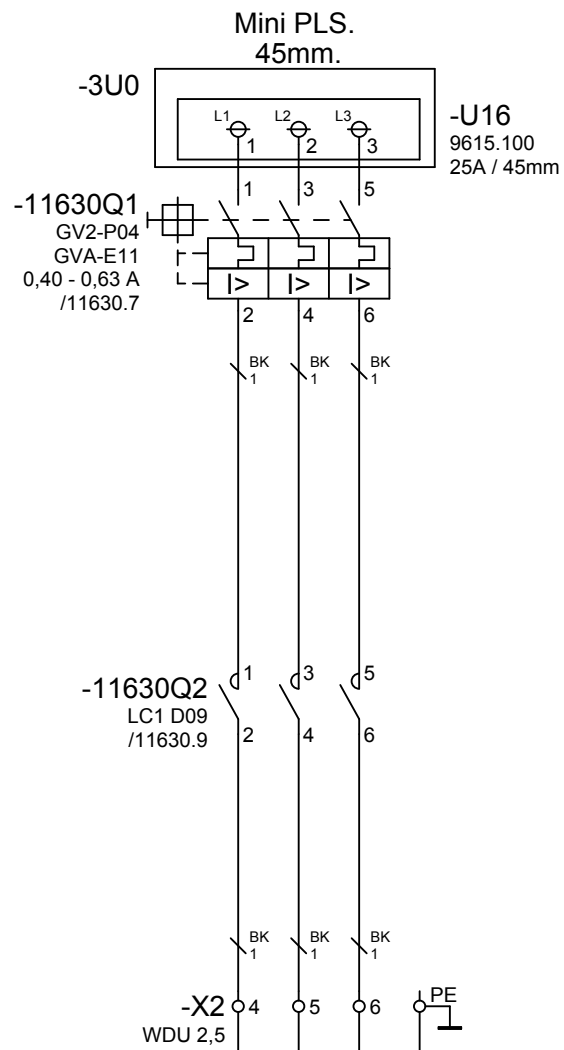 Mini PLS.
45mm.
-3U0
L1 L2 L3
1 2 3
-U16
9615.100
25A / 45mm
1 3 5
-11630Q1
GV2-P04
GVA-E11
0,40 - 0,63 A
/11630.7
I> I> I>
2 4 6
BK BK BK
1 1 1
1 3 5
-11630Q2
LC1 D09
/11630.9
2 4 6
BK BK BK
1 1 1
-X2 4 5 6 PE
WDU 2,5